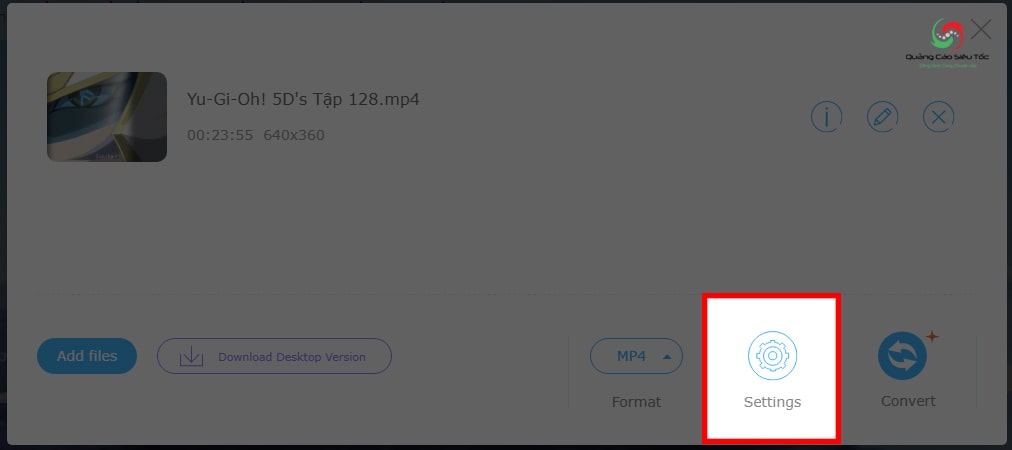 Quảng Cáo Siêu Tốc
Yu-Gi-Oh! 5D's Tập 128.mp4
00:23:55 640x360
Add files
Download Desktop Version
MP4
Format
Settings
Convert